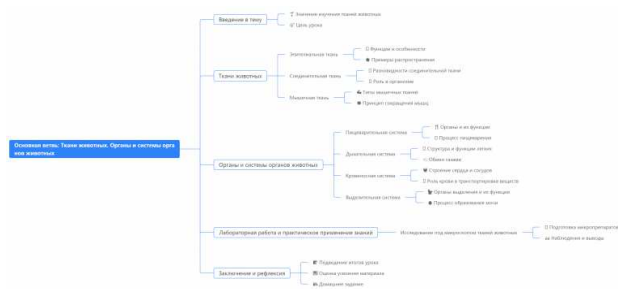 Основная ветвь: Ткани животных. Органы и системы орга
нов животных
Введение в тему
Значение изучения тканей животных
Цель урока
Ткани животных
Эпителиальная ткань
Функции и особенности
Примеры распространения
Соединительная ткань
Разновидности соединительной ткани
Роль в организме
Мышечная ткань
Типы мышечных тканей
Принцип сокращения мышц
Органы и системы органов животных
Пищеварительная система
Органы и их функции
Процесс пищеварения
Дыхательная система
Структура и функции легких
Обмен газами
Кровеносная система
Строение сердца и сосудов
Роль крови в транспортировке веществ
Выделительная система
Органы выделения и их функции
Процесс образования мочи
Лабораторная работа и практическое применение знаний
Исследование под микроскопом тканей животных
Подготовка микропрепаратов
Наблюдения и выводы
Заключение и рефлексия
Подведение итогов урока
Оценка усвоения материала
Домашнее задание